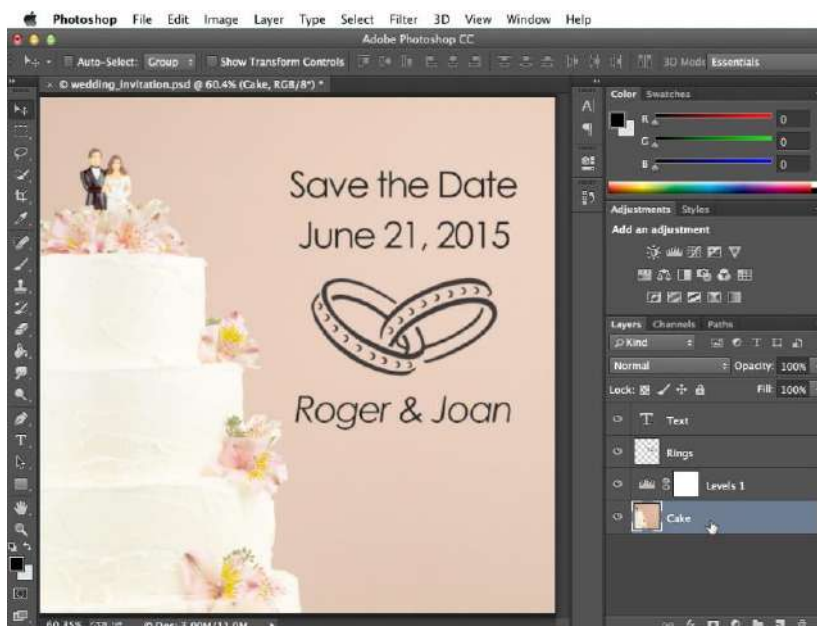 Photoshop File Edit Image Layer Type Select Filter 3D View Window Help
Adobe Photoshop CC
Auto-Select: Group Show Transform Controls 3D Mode Essentials
× © wedding_invitation.psd @ 60.4% (Cake, RGB/8*) *
Color Swatches
R 0
G 0
B 0
Adjustments Styles
Add an adjustment
Save the Date
June 21, 2015
Roger & Joan
Layers Channels Paths
Kind
Normal Opacity: 100%
Lock: Fill: 100%
T Text
Rings
Levels 1
Cake